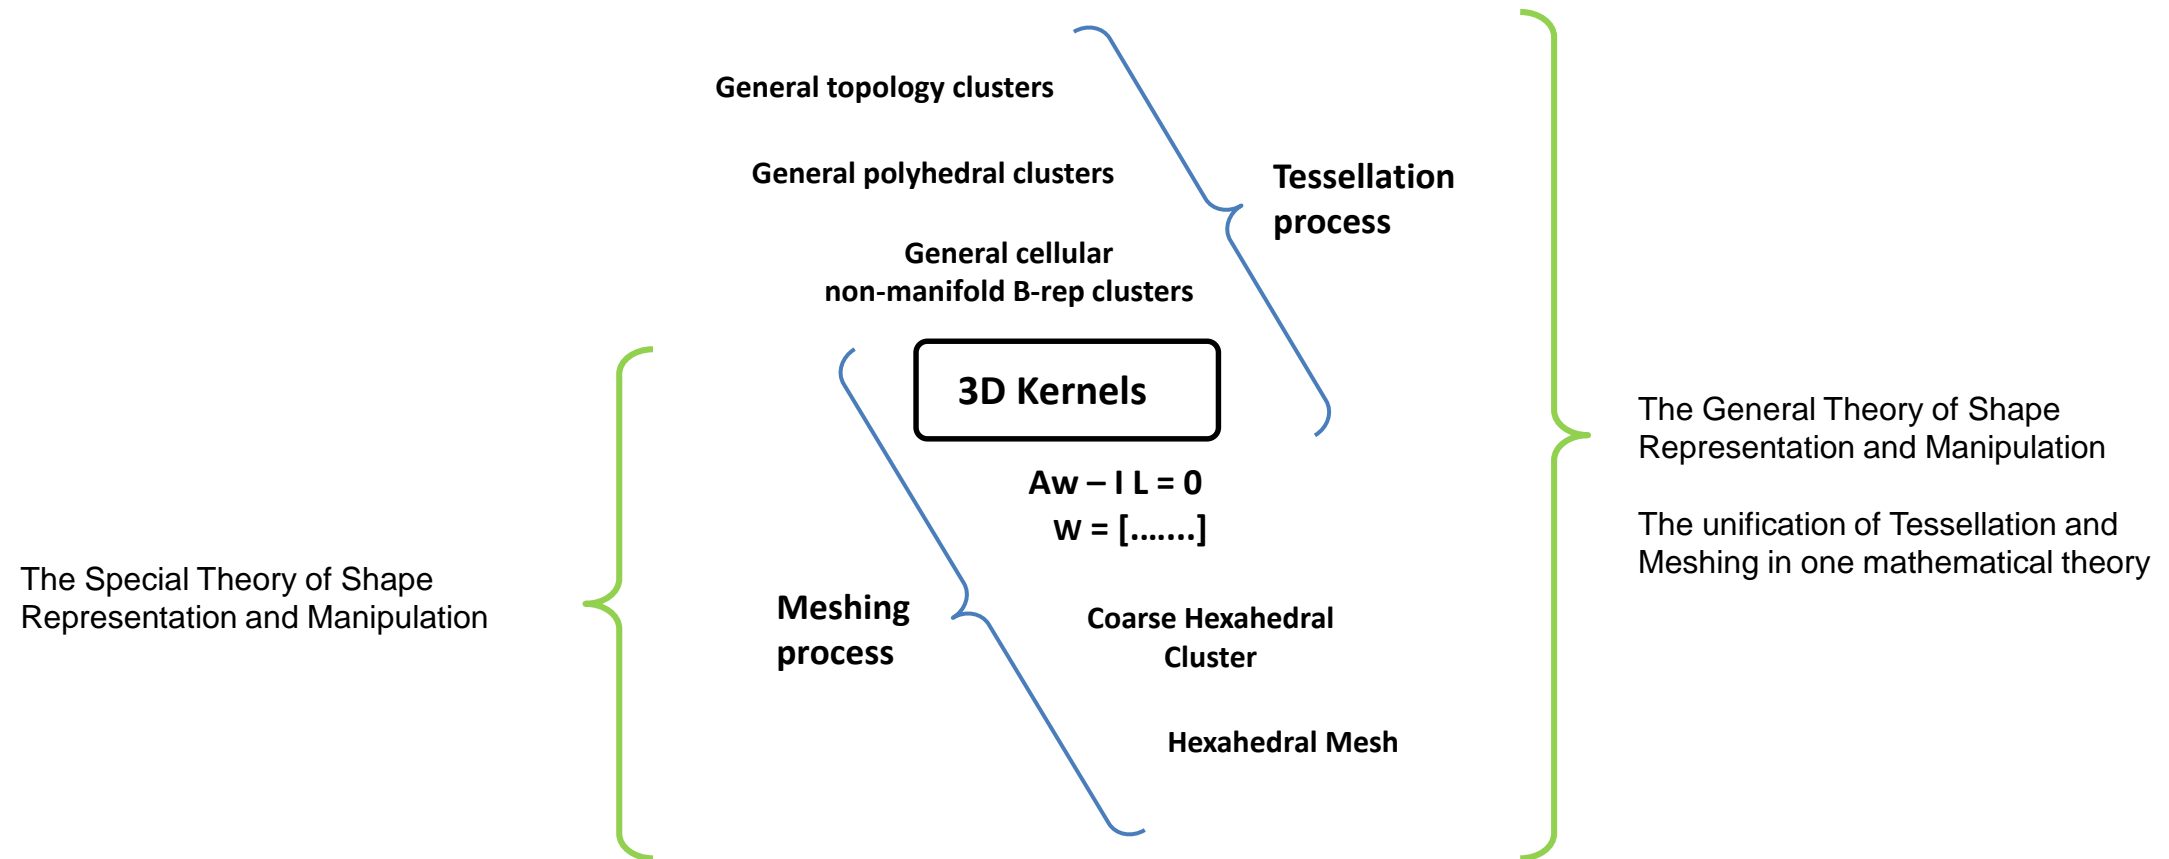 General topology clusters
General polyhedral clusters
Tessellation
process
General cellular
non-manifold B-rep clusters
3D Kernels
Aw – I L = 0
w = [.......]
The General Theory of Shape
Representation and Manipulation
The unification of Tessellation and
Meshing in one mathematical theory
The Special Theory of Shape
Representation and Manipulation
Meshing
process
Coarse Hexahedral
Cluster
Hexahedral Mesh